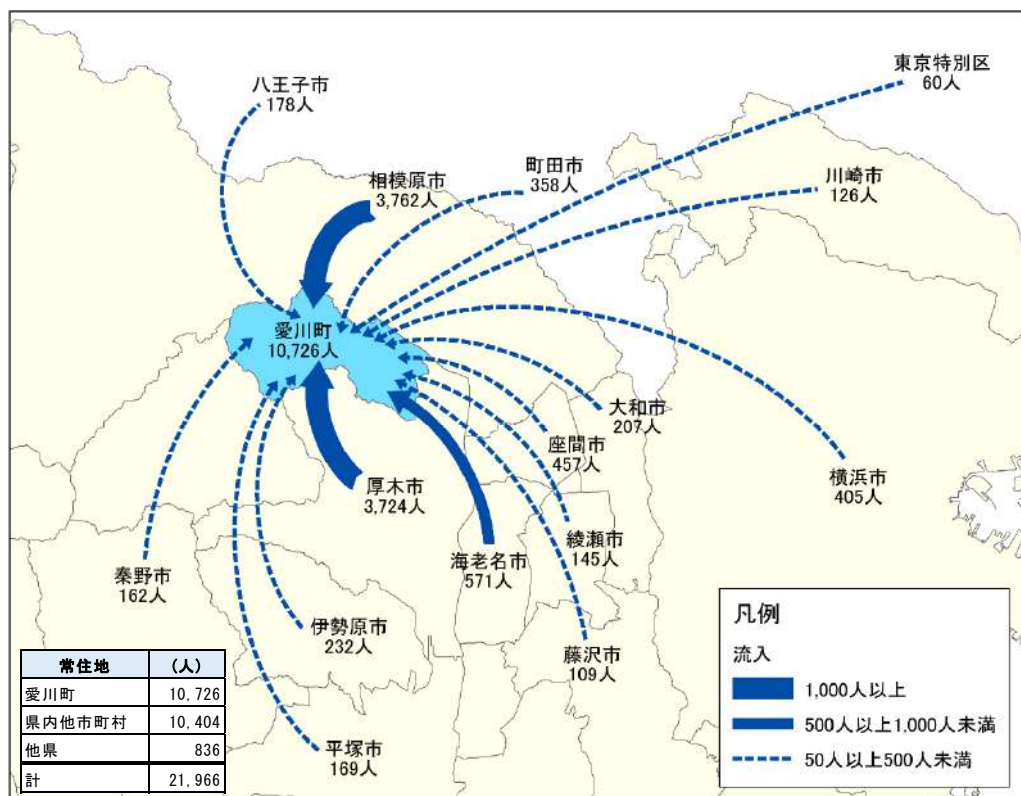 八王子市
178人
東京特別区
60人
町田市
358人
川崎市
126人
相模原市
3,762人
愛川町
10,726人
大和市
207人
座間市
457人
横浜市
405人
厚木市
3,724人
綾瀬市
145人
海老名市
571人
秦野市
162人
伊勢原市
232人
藤沢市
109人
平塚市
169人
常住地 (人)
愛川町 10,726
県内他市町村 10,404
他県 836
計 21,966
凡例
流入
1,000人以上
500人以上1,000人未満
50人以上500人未満